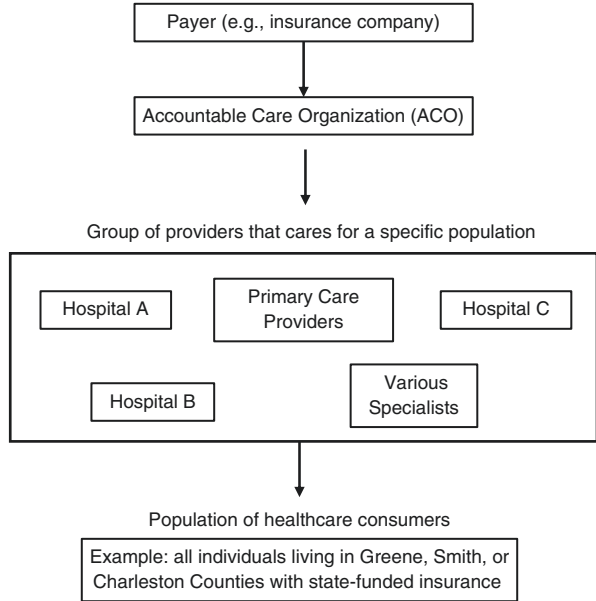 Payer (e.g., insurance company)
Accountable Care Organization (ACO)
Group of providers that cares for a specific population
Hospital A
Primary Care
Providers
Hospital C
Hospital B
Various
Specialists
Population of healthcare consumers
Example: all individuals living in Greene, Smith, or
Charleston Counties with state-funded insurance